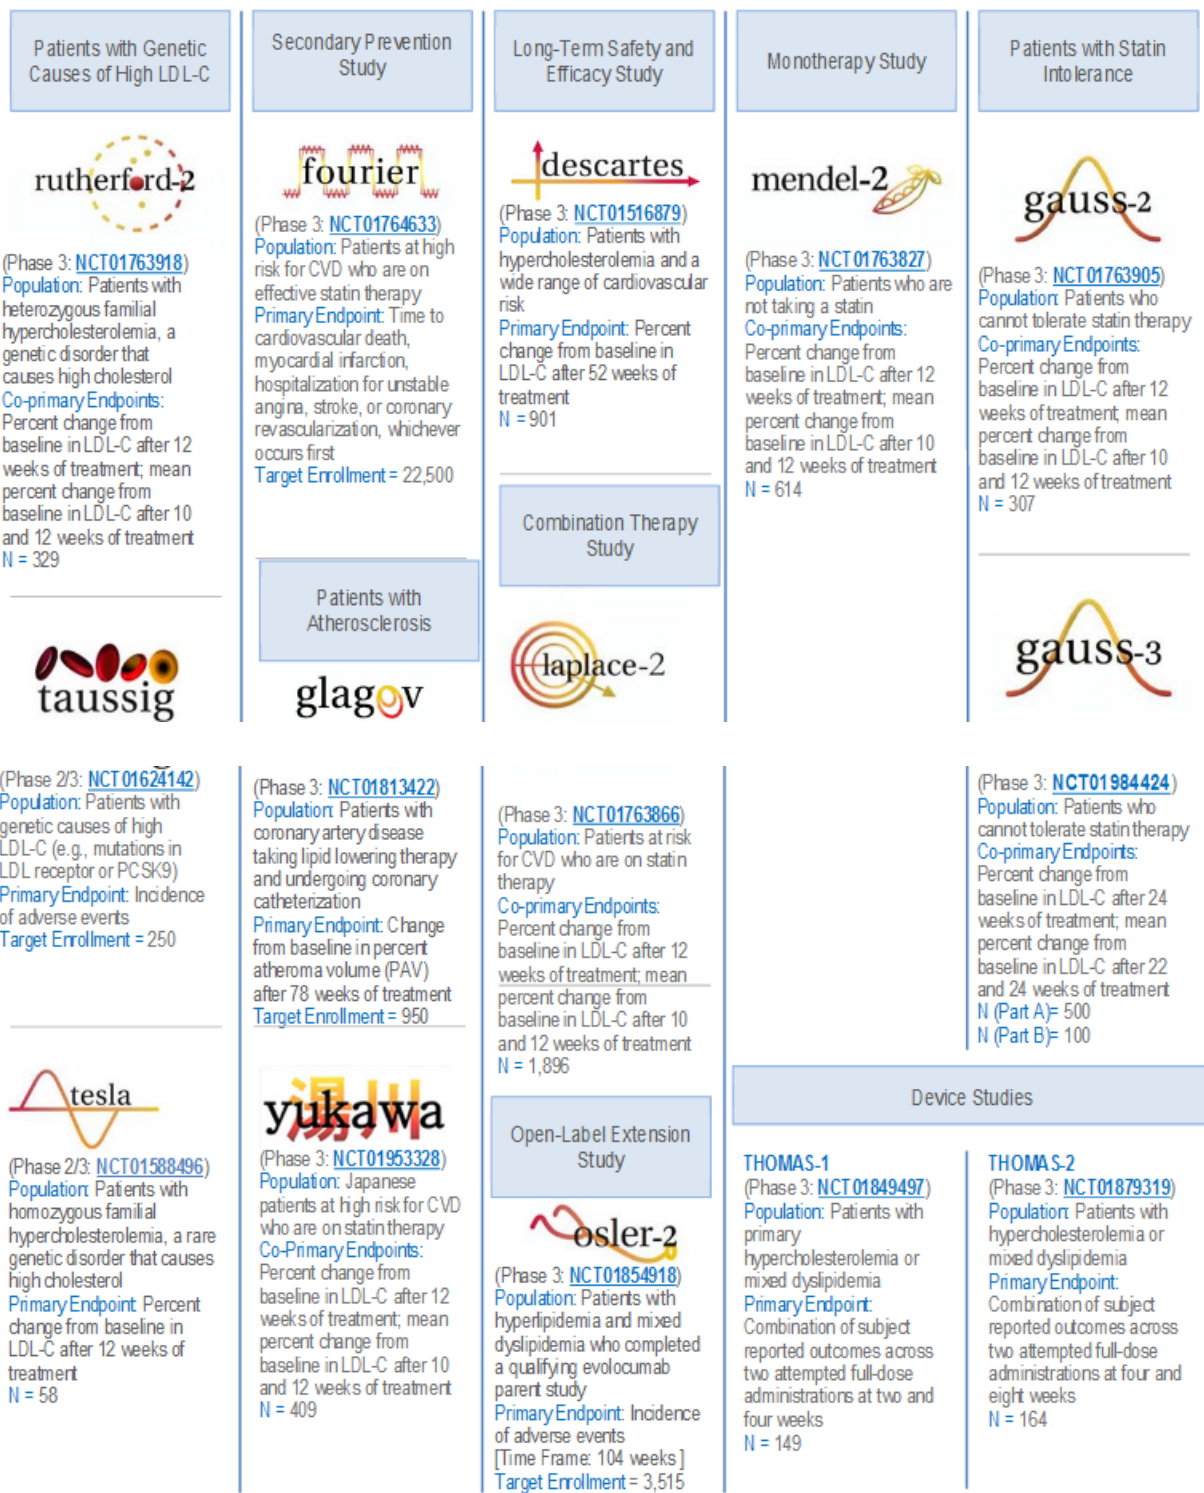 Patients with Genetic
Causes of High LDL-C
rutherford-2
(Phase 3: NCT01763918)
Population: Patients with
heterozygous familial
hypercholesterolemia, a
genetic disorder that
causes high cholesterol
Co-primary Endpoints:
Percent change from
baseline in LDL-C after 12
weeks of treatment; mean
percent change from
baseline in LDL-C after 10
and 12 weeks of treatment
N = 329
taussig
(Phase 2/3: NCT01624142)
Population: Patients with
genetic causes of high
LDL-C (e.g., mutations in
LDL receptor or PCSK9)
Primary Endpoint: Incidence
of adverse events
Target Enrollment = 250
tesla
(Phase 2/3: NCT01588496)
Population: Patients with
homozygous familial
hypercholesterolemia, a rare
genetic disorder that causes
high cholesterol
Primary Endpoint: Percent
change from baseline in
LDL-C after 12 weeks of
treatment
N = 58
Secondary Prevention
Study
fourier
(Phase 3: NCT01764633)
Population: Patients at high
risk for CVD who are on
effective statin therapy
Primary Endpoint: Time to
cardiovascular death,
myocardial infarction,
hospitalization for unstable
angina, stroke, or coronary
revascularization, whichever
occurs first
Target Enrollment = 22,500
Patients with
Atherosclerosis
glagov
(Phase 3: NCT01813422)
Population: Patients with
coronary artery disease
taking lipid lowering therapy
and undergoing coronary
catheterization
Primary Endpoint: Change
from baseline in percent
atheroma volume (PAV)
after 78 weeks of treatment
Target Enrollment = 950
湯川
yukawa
(Phase 3: NCT01953328)
Population: Japanese
patients at high risk for CVD
who are on statin therapy
Co-Primary Endpoints:
Percent change from
baseline in LDL-C after 12
weeks of treatment; mean
percent change from
baseline in LDL-C after 10
and 12 weeks of treatment
N = 409
Long-Term Safety and
Efficacy Study
descartes
(Phase 3: NCT01516879)
Population: Patients with
hypercholesterolemia and a
wide range of cardiovascular
risk
Primary Endpoint: Percent
change from baseline in
LDL-C after 52 weeks of
treatment
N = 901
Combination Therapy
Study
laplace-2
(Phase 3: NCT01763866)
Population: Patients at risk
for CVD who are on statin
therapy
Co-primary Endpoints:
Percent change from
baseline in LDL-C after 12
weeks of treatment; mean
percent change from
baseline in LDL-C after 10
and 12 weeks of treatment
N = 1,896
Open-Label Extension
Study
osler-2
(Phase 3: NCT01854918)
Population: Patients with
hyperlipidemia and mixed
dyslipidemia who completed
a qualifying evolocumab
parent study
Primary Endpoint: Incidence
of adverse events
[Time Frame: 104 weeks]
Target Enrollment = 3,515
Monotherapy Study
mendel-2
(Phase 3: NCT01763827)
Population: Patients who are
not taking a statin
Co-primary Endpoints:
Percent change from
baseline in LDL-C after 12
weeks of treatment; mean
percent change from
baseline in LDL-C after 10
and 12 weeks of treatment
N = 614
Patients with Statin
Intolerance
gauss-2
(Phase 3: NCT01763905)
Population: Patients who
cannot tolerate statin therapy
Co-primary Endpoints:
Percent change from
baseline in LDL-C after 12
weeks of treatment; mean
percent change from
baseline in LDL-C after 10
and 12 weeks of treatment
N = 307
gauss-3
(Phase 3: NCT01984424)
Population: Patients who
cannot tolerate statin therapy
Co-primary Endpoints:
Percent change from
baseline in LDL-C after 24
weeks of treatment; mean
percent change from
baseline in LDL-C after 22
and 24 weeks of treatment
N (Part A)= 500
N (Part B)= 100
Device Studies
THOMAS-1
(Phase 3: NCT01849497)
Population: Patients with
primary
hypercholesterolemia or
mixed dyslipidemia
Primary Endpoint:
Combination of subject
reported outcomes across
two attempted full-dose
administrations at two and
four weeks
N = 149
THOMAS-2
(Phase 3: NCT01879319)
Population: Patients with
hypercholesterolemia or
mixed dyslipidemia
Primary Endpoint:
Combination of subject
reported outcomes across
two attempted full-dose
administrations at four and
eight weeks
N = 164